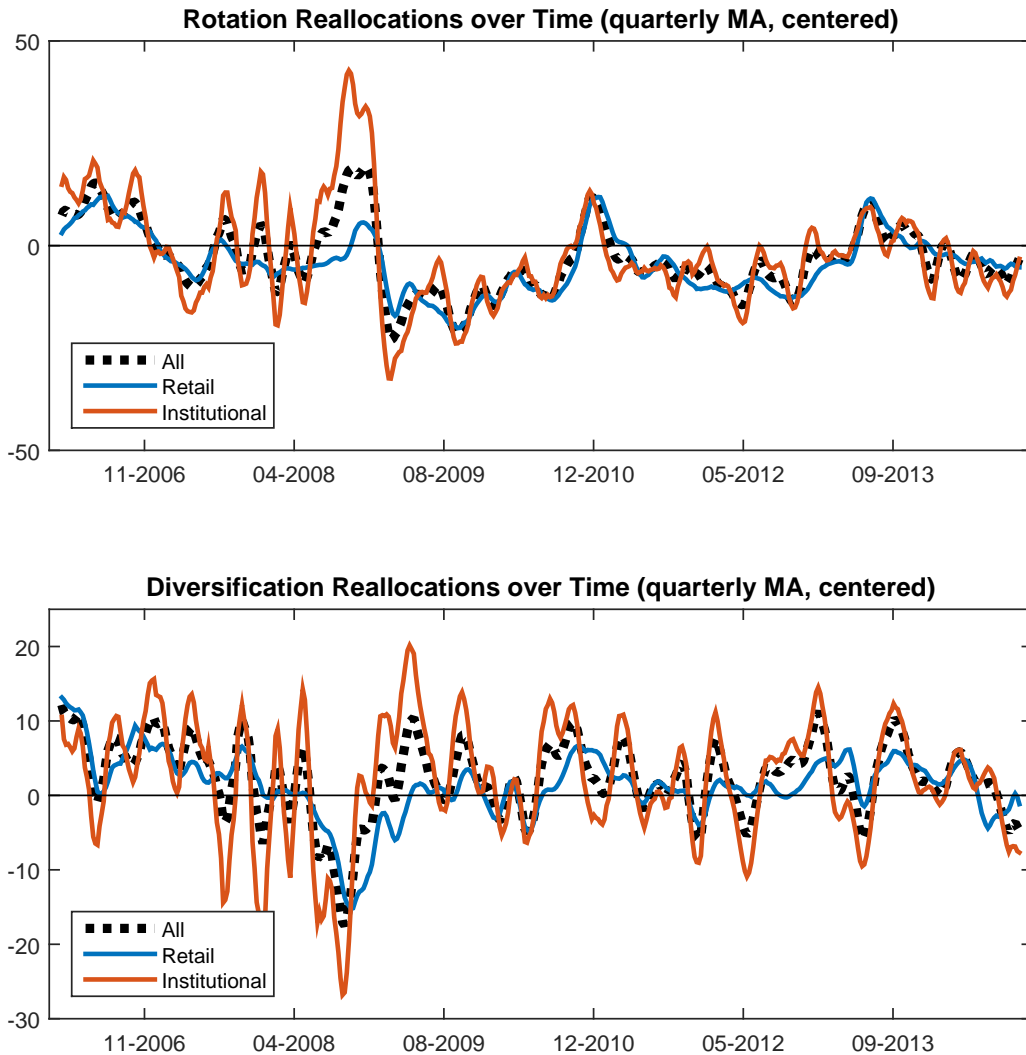 Rotation Reallocations over Time (quarterly MA, centered)
50
0
-50
All
Retail
Institutional
11-2006 04-2008 08-2009 12-2010 05-2012 09-2013
Diversification Reallocations over Time (quarterly MA, centered)
20
10
0
-10
-20
-30
All
Retail
Institutional
11-2006 04-2008 08-2009 12-2010 05-2012 09-2013